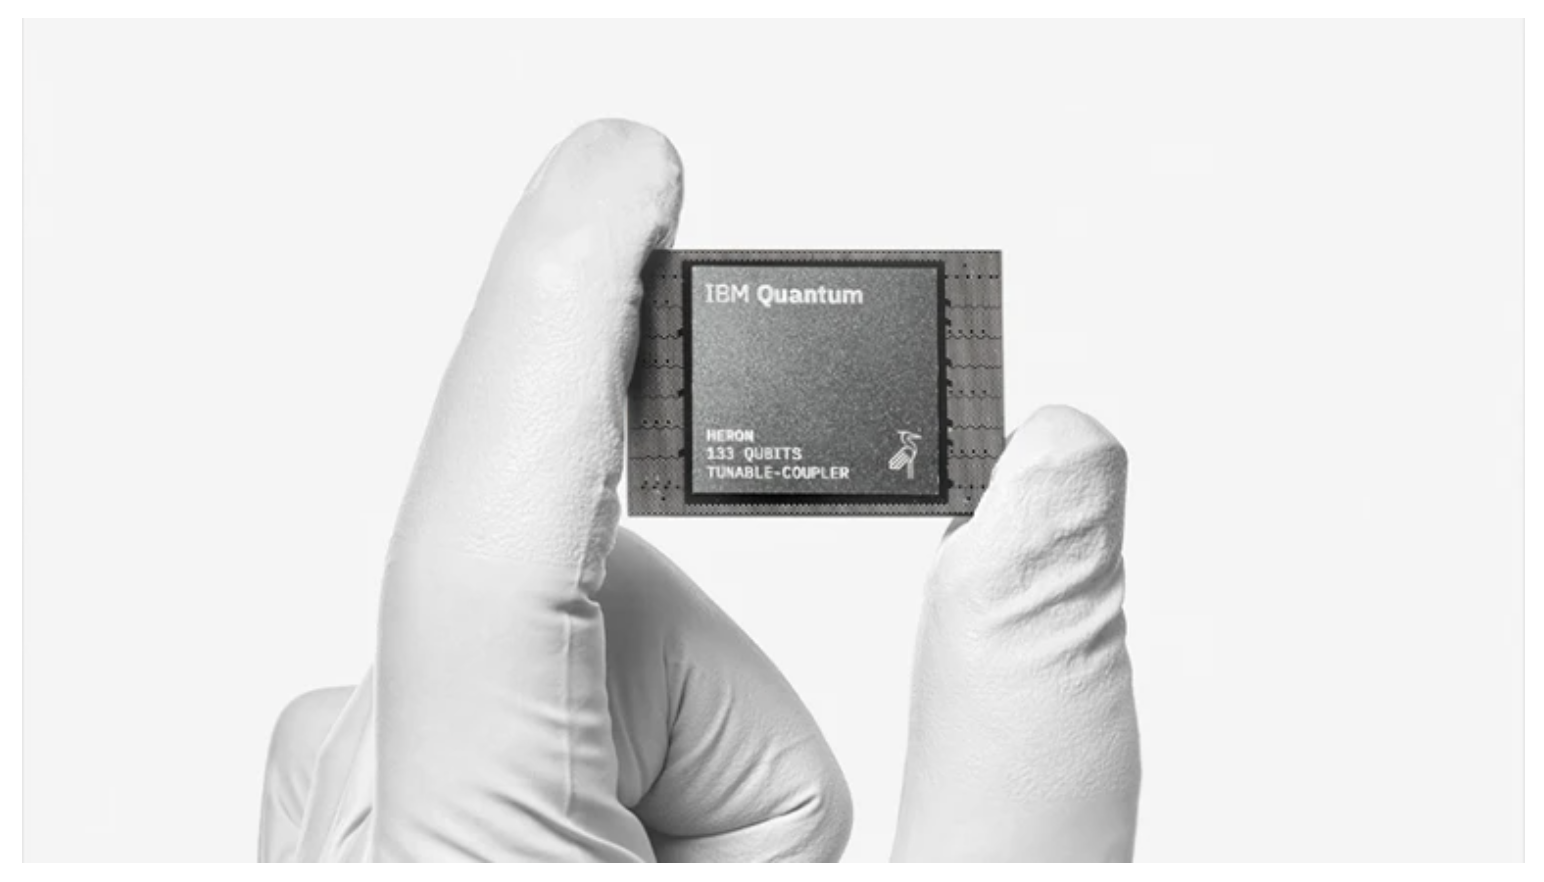 IBM Quantum
HERON
133 QUBITS
TUNABLE-COUPLER